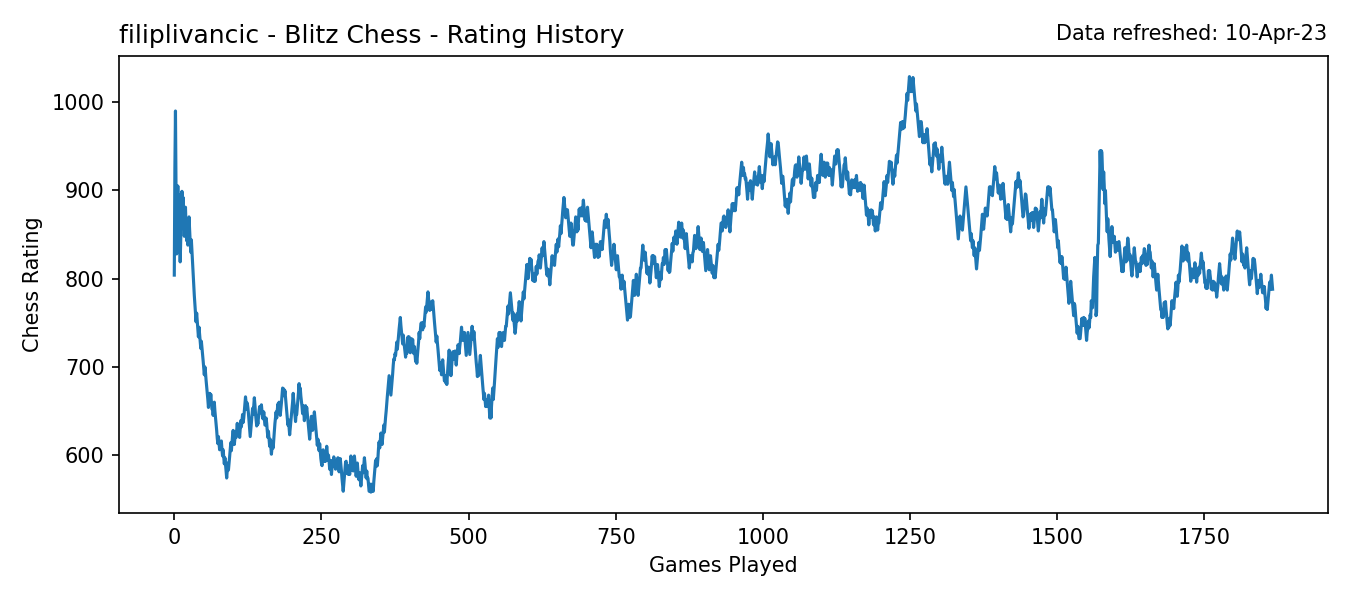 filiplivancic - Blitz Chess - Rating History
Data refreshed: 10-Apr-23
1000
900
800
700
600
Chess Rating
0 250 500 750 1000 1250 1500 1750
Games Played